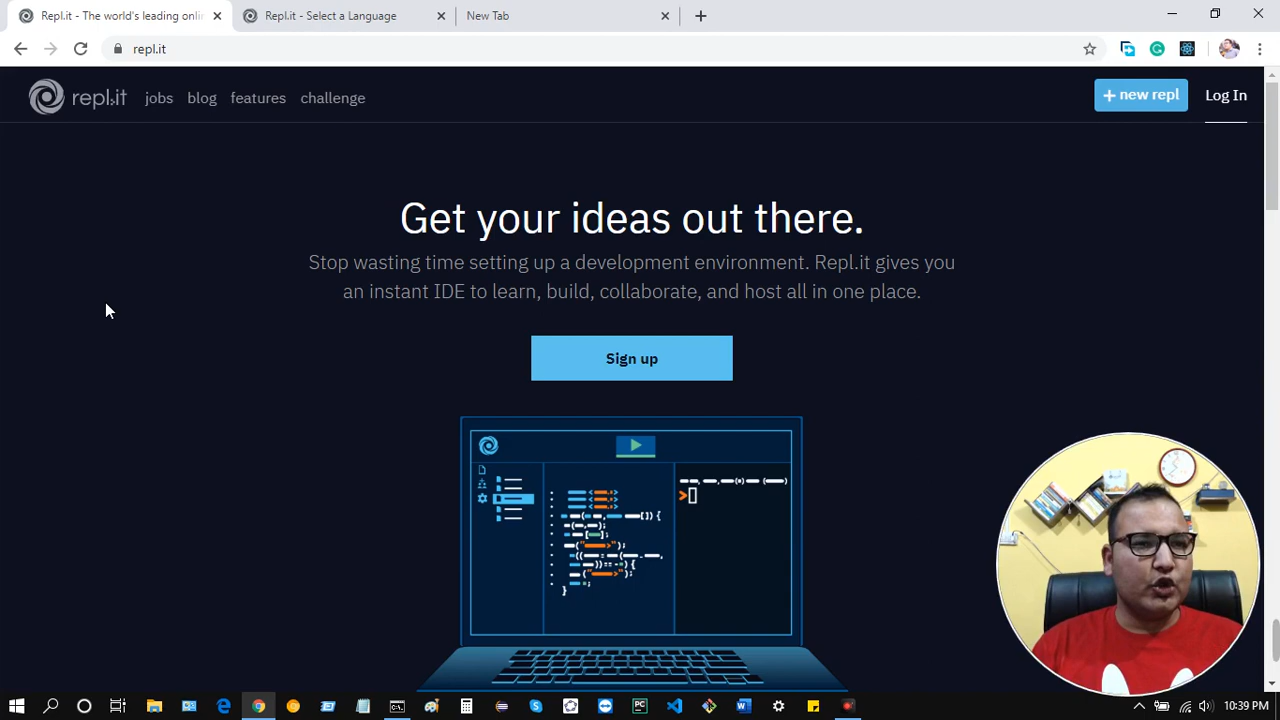 Repl.it - The world's leading onlin
Repl.it - Select a Language
New Tab
repl.it
repl.it
jobs
blog
features
challenge
+ new repl
Log In
Get your ideas out there.
Stop wasting time setting up a development environment. Repl.it gives you
an instant IDE to learn, build, collaborate, and host all in one place.
Sign up
10:39 PM